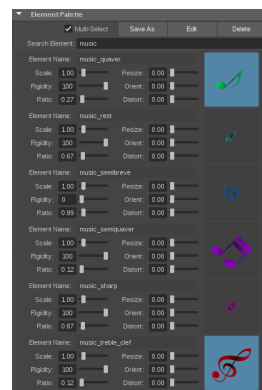 Element Palette
Multi-Select Save As Edit Delete
Search Element: music
Element Name: music_quaver
Scale: 1.00 Resize: 0.00
Rigidity: 100 Orient: 0.00
Ratio: 0.27 Distort: 0.00
Element Name: music_rest
Scale: 1.00 Resize: 0.00
Rigidity: 100 Orient: 0.00
Ratio: 0.67 Distort: 0.00
Element Name: music_semibreve
Scale: 1.00 Resize: 0.00
Rigidity: 0 Orient: 0.00
Ratio: 0.99 Distort: 0.00
Element Name: music_semiquaver
Scale: 1.00 Resize: 0.00
Rigidity: 100 Orient: 0.00
Ratio: 0.12 Distort: 0.00
Element Name: music_sharp
Scale: 1.00 Resize: 0.00
Rigidity: 100 Orient: 0.00
Ratio: 0.67 Distort: 0.00
Element Name: music_treble_clef
Scale: 1.00 Resize: 0.00
Rigidity: 100 Orient: 0.00
Ratio: 0.12 Distort: 0.00